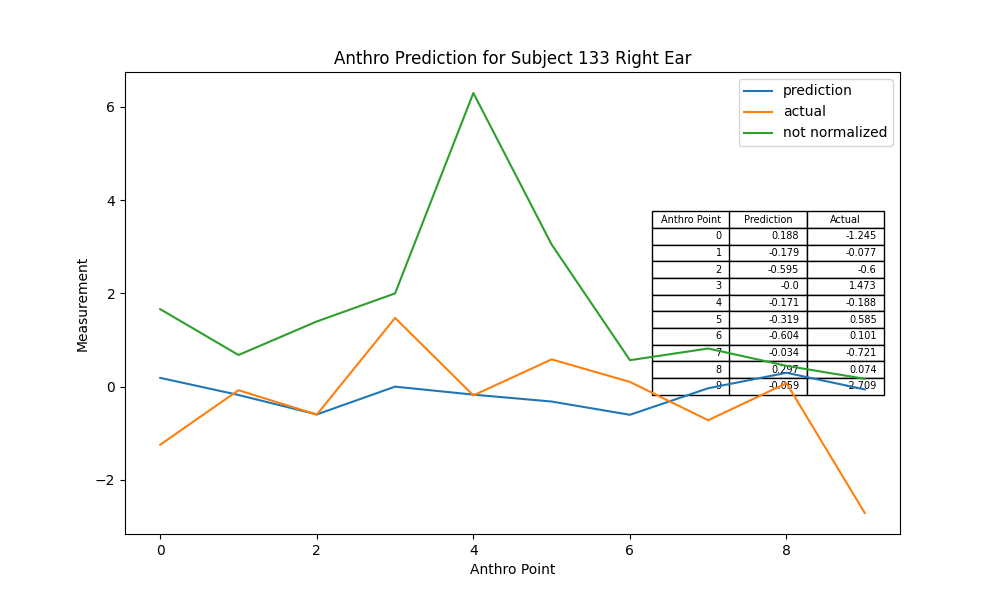 Anthro Prediction for Subject 133 Right Ear
prediction
actual
not normalized
6
4
2
0
−2
Measurement
Anthro Point Prediction Actual
0 0.188 -1.245
1 -0.179 -0.077
2 -0.595 -0.6
3 -0.0 1.473
4 -0.171 -0.188
5 -0.319 0.585
6 -0.604 0.101
7 -0.034 -0.721
8 0.297 0.074
9 -0.059 -2.709
0 2 4 6 8
Anthro Point